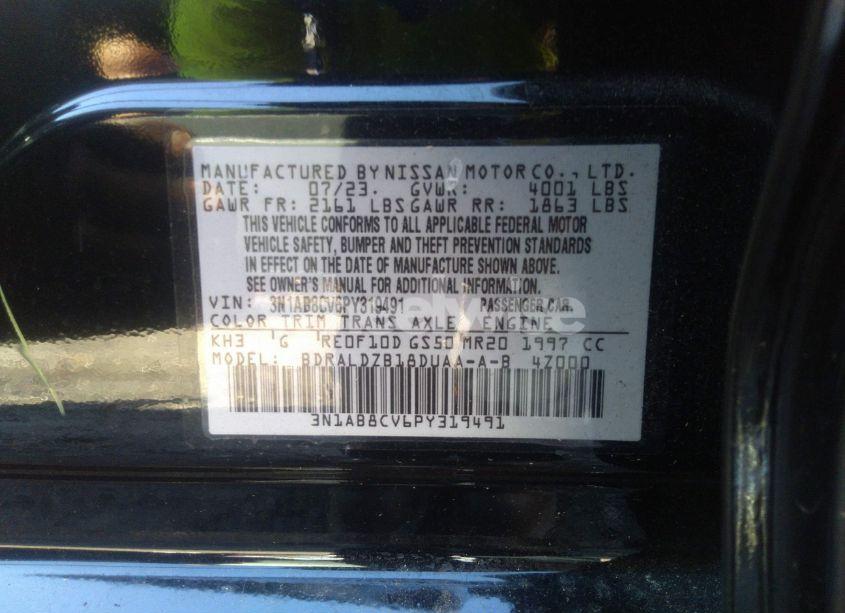 MANUFACTURED BY NISSAN MOTOR CO., LTD.
DATE: 07/23. GVWR: 4001 LBS
GAWR FR: 2161 LBS GAWR RR: 1863 LBS
THIS VEHICLE CONFORMS TO ALL APPLICABLE FEDERAL MOTOR
VEHICLE SAFETY, BUMPER AND THEFT PREVENTION STANDARDS
IN EFFECT ON THE DATE OF MANUFACTURE SHOWN ABOVE.
SEE OWNER'S MANUAL FOR ADDITIONAL INFORMATION.
VIN: 3N1AB8CV6PY319491 PASSENGER CAR.
COLOR TRIM TRANS AXLE ENGINE
KH3 G RE0F10D GS50 MR20 1997 CC
MODEL: BDRALDZB18DUAA-A-B 4Z000
3N1AB8CV6PY319491